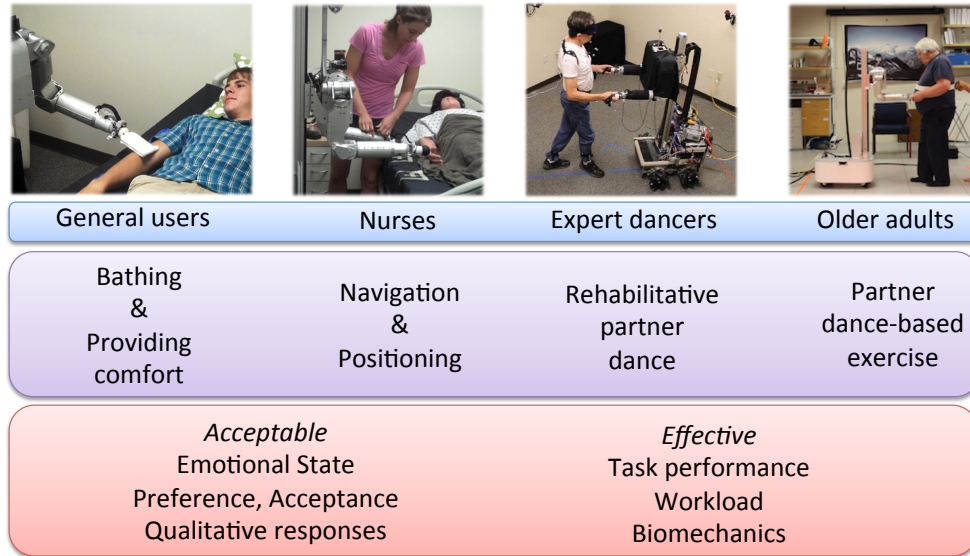 General users
Nurses
Expert dancers
Older adults
Bathing
&
Providing
comfort
Navigation
&
Positioning
Rehabilitative
partner
dance
Partner
dance-based
exercise
Acceptable
Emotional State
Preference, Acceptance
Qualitative responses
Effective
Task performance
Workload
Biomechanics